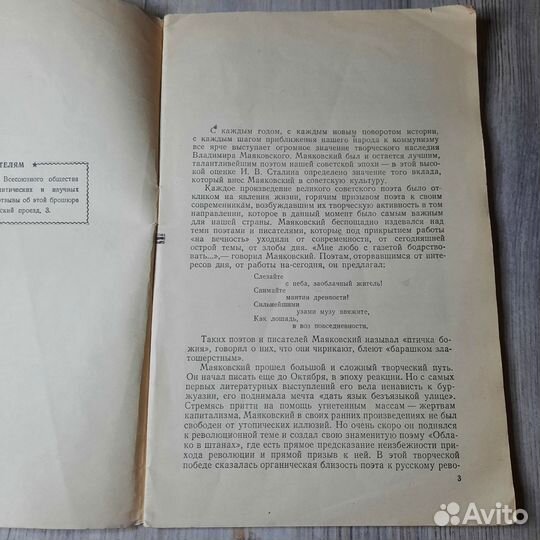 ТЕЛЯМ ★
Всесоюзного общества
итических и научных
отзывы об этой брошюре
ский проезд, 3.
С каждым годом, с каждым новым поворотом истории,
с каждым шагом приближения нашего народа к коммунизму
все ярче выступает огромное значение творческого наследия
Владимира Маяковского. Маяковский был и остается лучшим,
талантливейшим поэтом нашей советской эпохи — в этой высо-
кой оценке И. В. Сталина определено значение того вклада,
который внес Маяковский в советскую культуру.
Каждое произведение великого советского поэта было от-
кликом на явления жизни, горячим призывом поэта к своим
современникам, возбуждавшим их творческую активность в том
направлении, которое в данный момент было самым важным
для нашей страны. Маяковский беспощадно издевался над
теми поэтами и писателями, которые под прикрытием работы
«на вечность» уходили от современности, от сегодняшней
острой темы, от злобы дня. «Мне любо с газетой бодрство-
вать...»,— говорил Маяковский. Поэтам, оторвавшимся от инте-
ресов дня, от работы на-сегодня, он предлагал:
Слезайте
с неба, заоблачный житель!
Снимайте
мантии древности!
Сильнейшими
узами музу ввяжите,
Как лошадь,
в воз повседневности.
Таких поэтов и писателей Маяковский называл «птичка бо-
жия», говорил о них, что они чирикают, блеют «барашком зла-
тошерстным».
Маяковский прошел большой и сложный творческий путь.
Он начал писать еще до Октября, в эпоху реакции. Но с самых
первых литературных выступлений его вела ненависть к бур-
жуазии, его поднимала мечта «дать язык безъязыкой улице».
Стремясь притти на помощь угнетенным массам — жертвам
капитализма, Маяковский в своих ранних произведениях не был
свободен от утопических иллюзий. Но очень скоро он поднялся
к революционной теме и создал свою знаменитую поэму «Обла-
ко в штанах», где есть прямое предсказание неизбежности при-
хода революции и прямой призыв к ней. В этой творческой
победе сказалась органическая близость поэта к русскому рево-
3
Avito